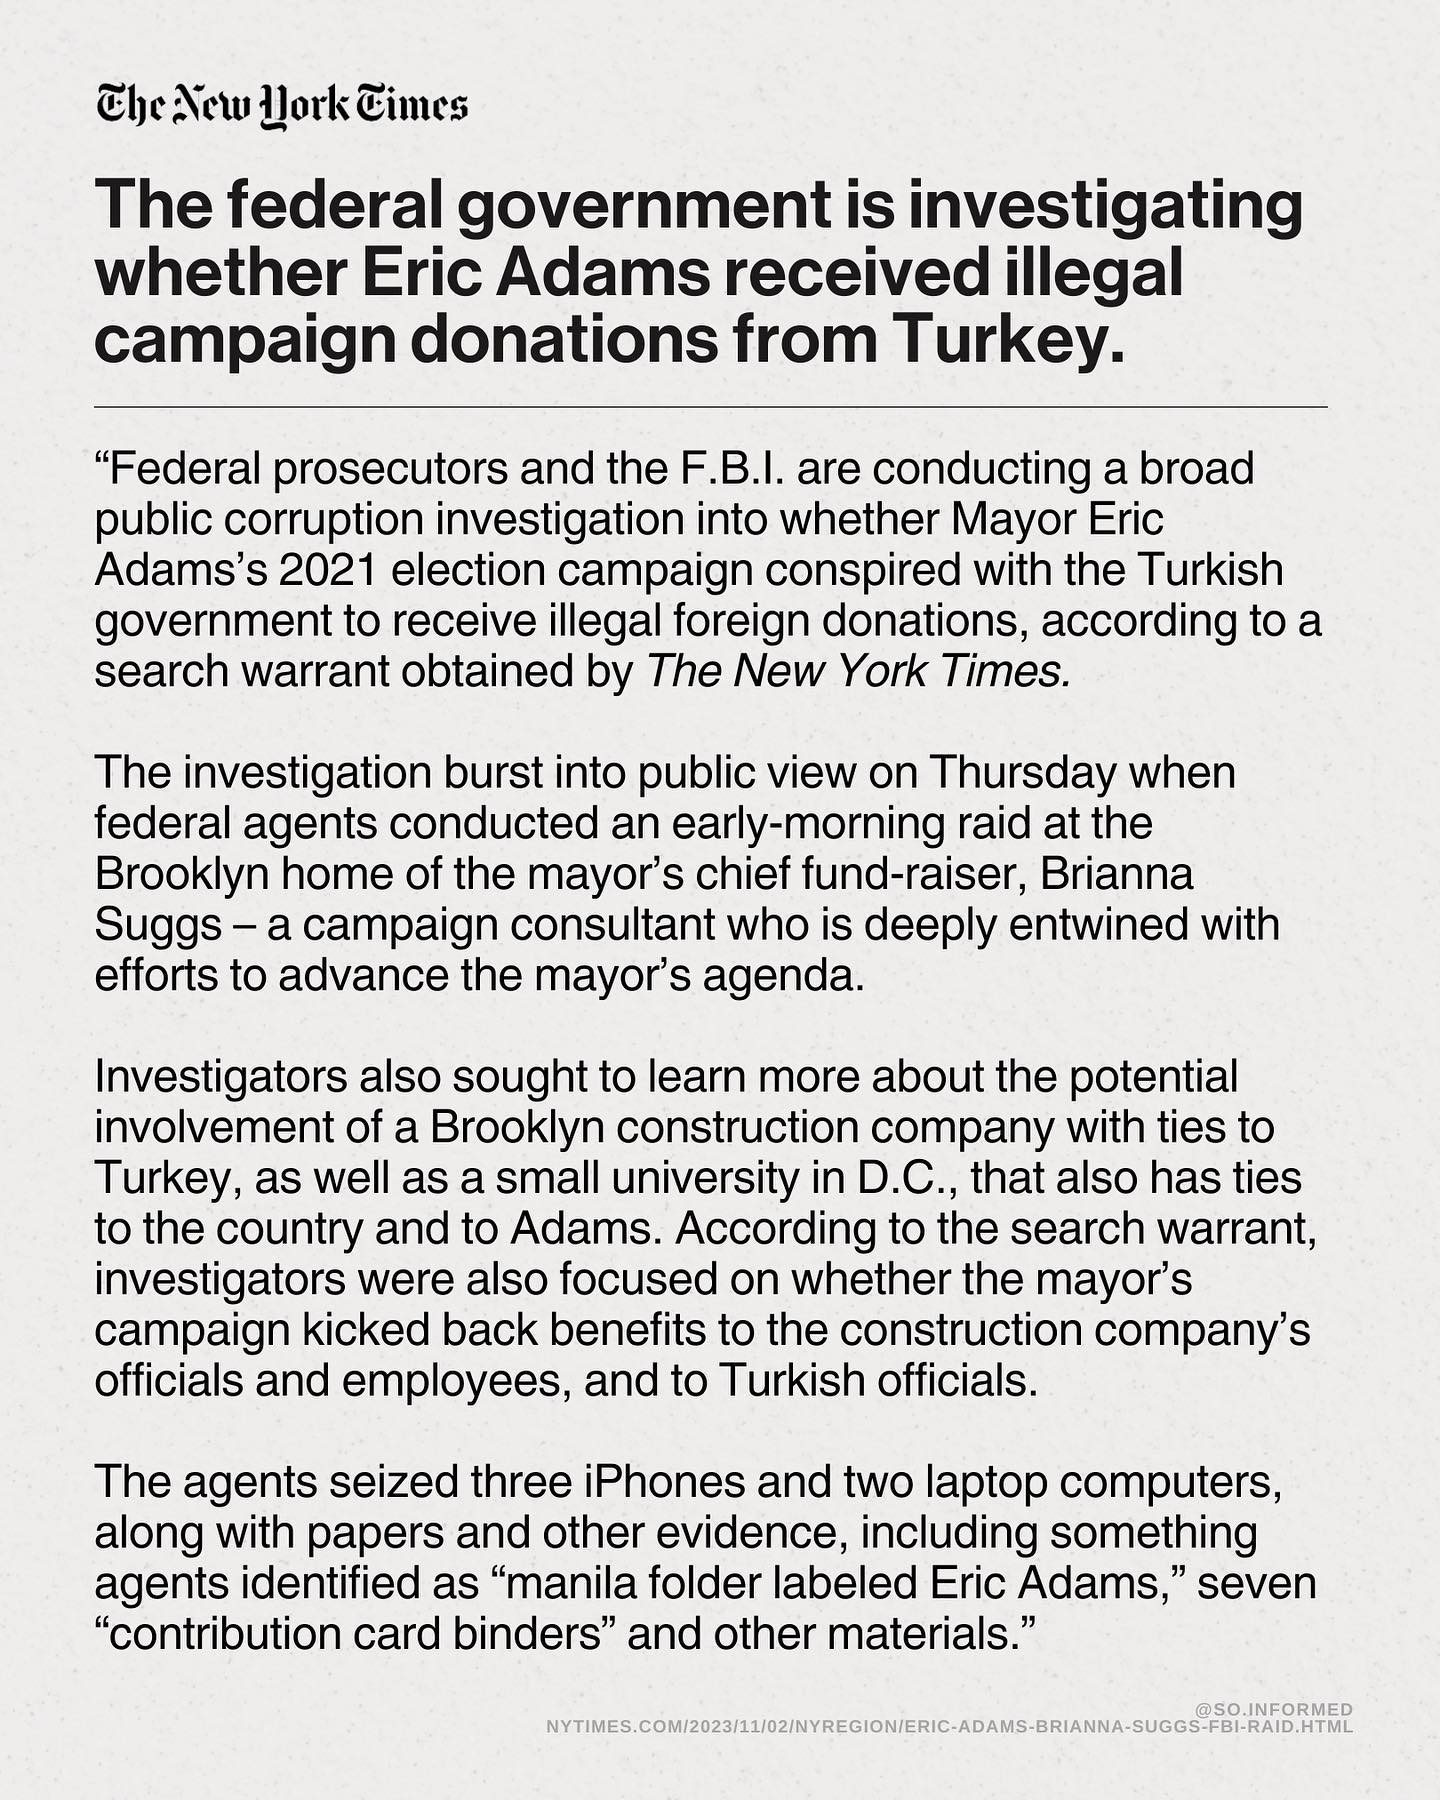 The New York Times
The federal government is investigating
whether Eric Adams received illegal
campaign donations from Turkey.
“Federal prosecutors and the F.B.I. are conducting a broad
public corruption investigation into whether Mayor Eric
Adams’s 2021 election campaign conspired with the Turkish
government to receive illegal foreign donations, according to a
search warrant obtained by The New York Times.
The investigation burst into public view on Thursday when
federal agents conducted an early-morning raid at the
Brooklyn home of the mayor’s chief fund-raiser, Brianna
Suggs – a campaign consultant who is deeply entwined with
efforts to advance the mayor’s agenda.
Investigators also sought to learn more about the potential
involvement of a Brooklyn construction company with ties to
Turkey, as well as a small university in D.C., that also has ties
to the country and to Adams. According to the search warrant,
investigators were also focused on whether the mayor’s
campaign kicked back benefits to the construction company’s
officials and employees, and to Turkish officials.
The agents seized three iPhones and two laptop computers,
along with papers and other evidence, including something
agents identified as “manila folder labeled Eric Adams,” seven
“contribution card binders” and other materials.”
@SO.INFORMED
NYTIMES.COM/2023/11/02/NYREGION/ERIC-ADAMS-BRIANNA-SUGGS-FBI-RAID.HTML